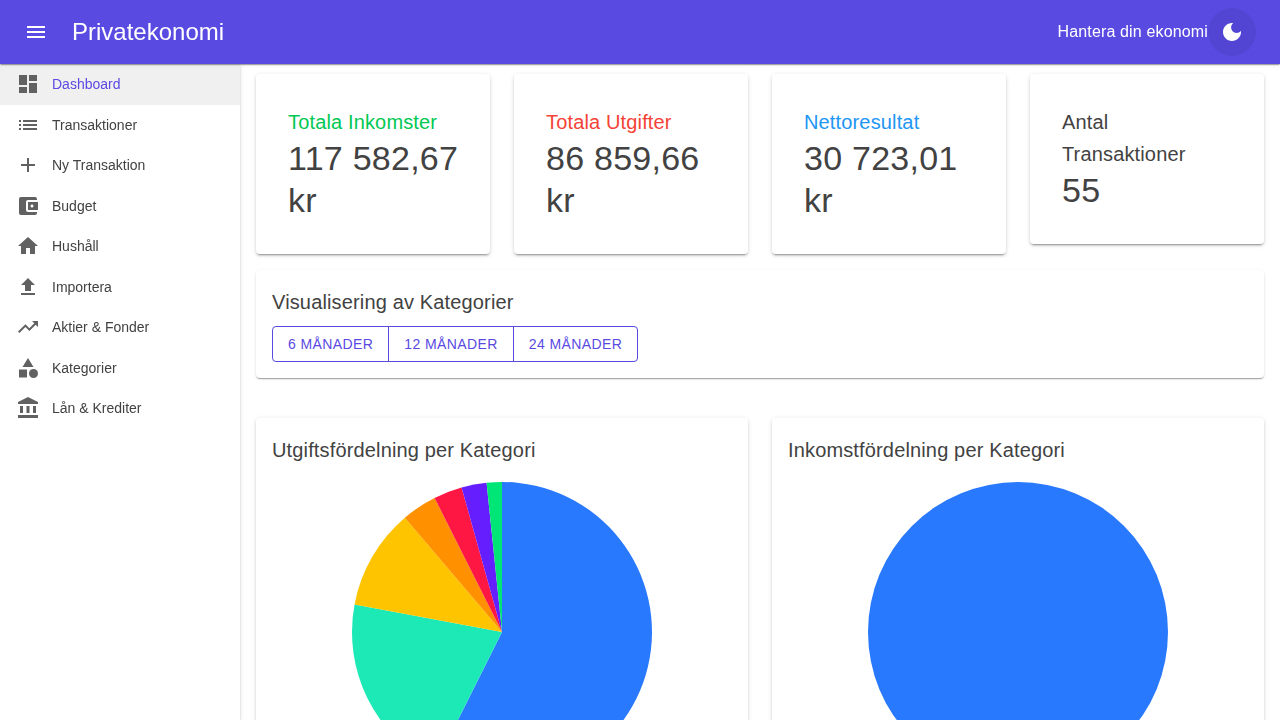 Privatekonomi
Hantera din ekonomi
Dashboard
Transaktioner
Ny Transaktion
Budget
Hushåll
Importera
Aktier & Fonder
Kategorier
Lån & Krediter
Totala Inkomster
117 582,67
kr
Totala Utgifter
86 859,66
kr
Nettoresultat
30 723,01
kr
Antal
Transaktioner
55
Visualisering av Kategorier
6 MÅNADER
12 MÅNADER
24 MÅNADER
Utgiftsfördelning per Kategori
Inkomstfördelning per Kategori